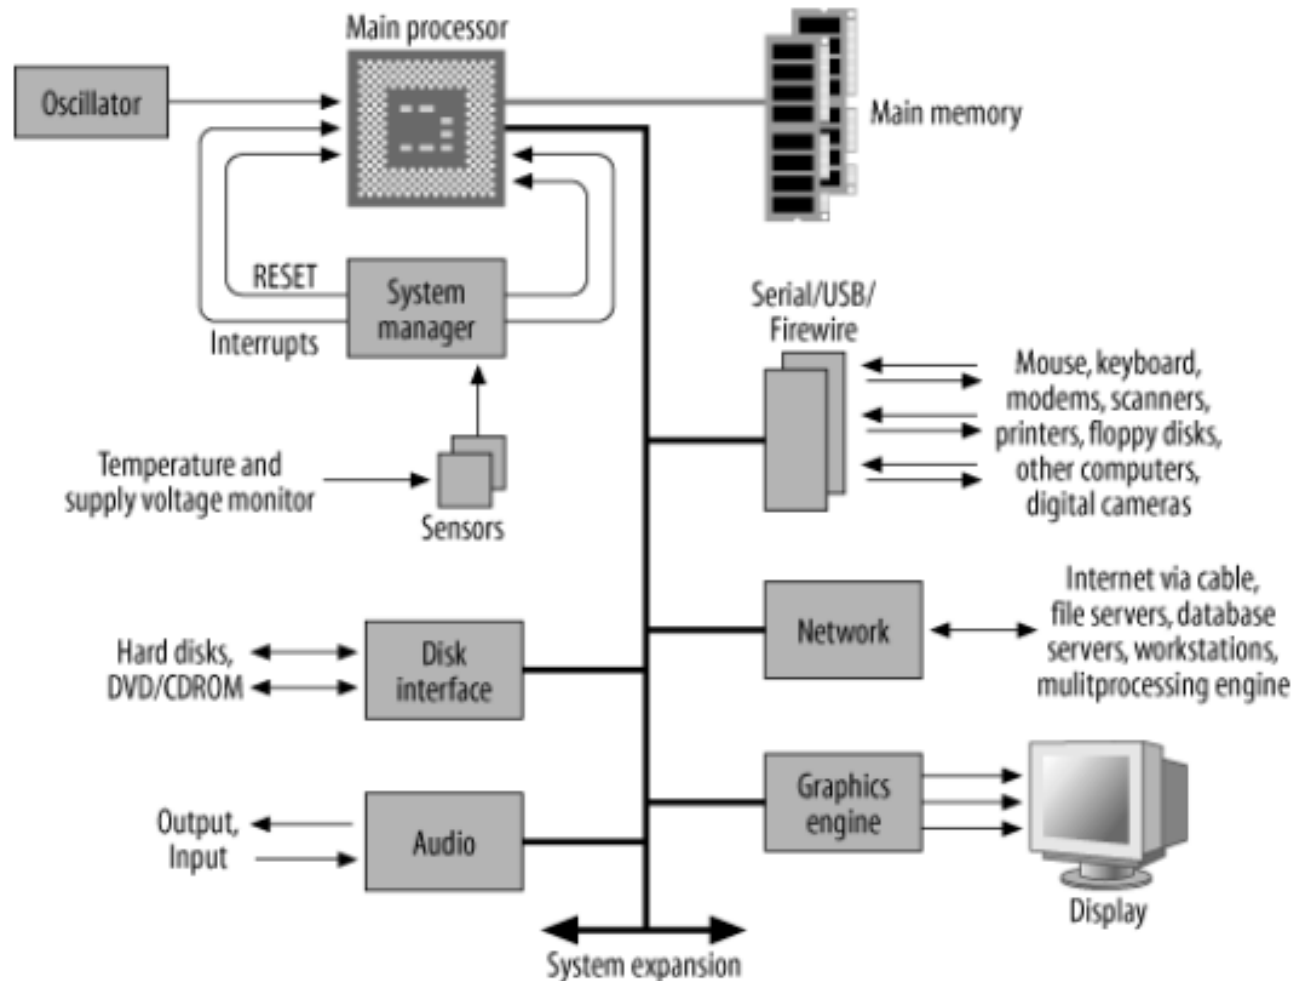 Main processor
Oscillator
Main memory
RESET
System
manager
Interrupts
Serial/USB/
Firewire
Mouse, keyboard,
modems, scanners,
printers, floppy disks,
other computers,
digital cameras
Temperature and
supply voltage monitor
Sensors
Internet via cable,
file servers, database
servers, workstations,
mulitprocessing engine
Network
Hard disks,
DVD/CDROM
Disk
interface
Graphics
engine
Output,
Input
Audio
Display
System expansion